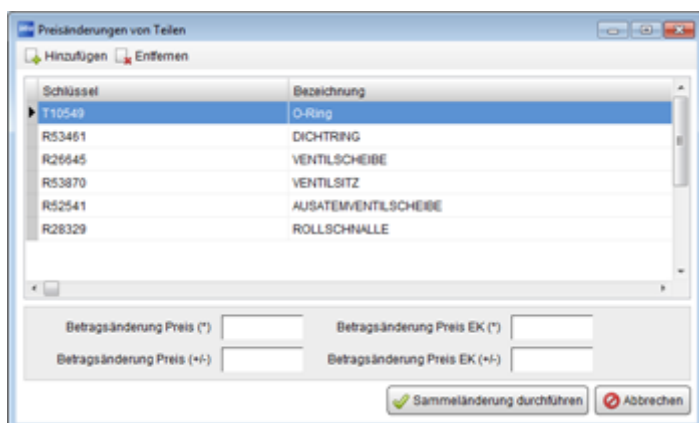 Preisänderungen von Teilen
Hinzufügen Entfernen
Schlüssel Bezeichnung
T10549 O-Ring
R53461 DICHTRING
R26645 VENTILSCHEIBE
R53870 VENTILSITZ
R52541 AUSATEMVENTILSCHEIBE
R28329 ROLLSCHNALLE
Betragsänderung Preis (*) Betragsänderung Preis EK (*)
Betragsänderung Preis (+/-) Betragsänderung Preis EK (+/-)
Sammeländerung durchführen Abbrechen